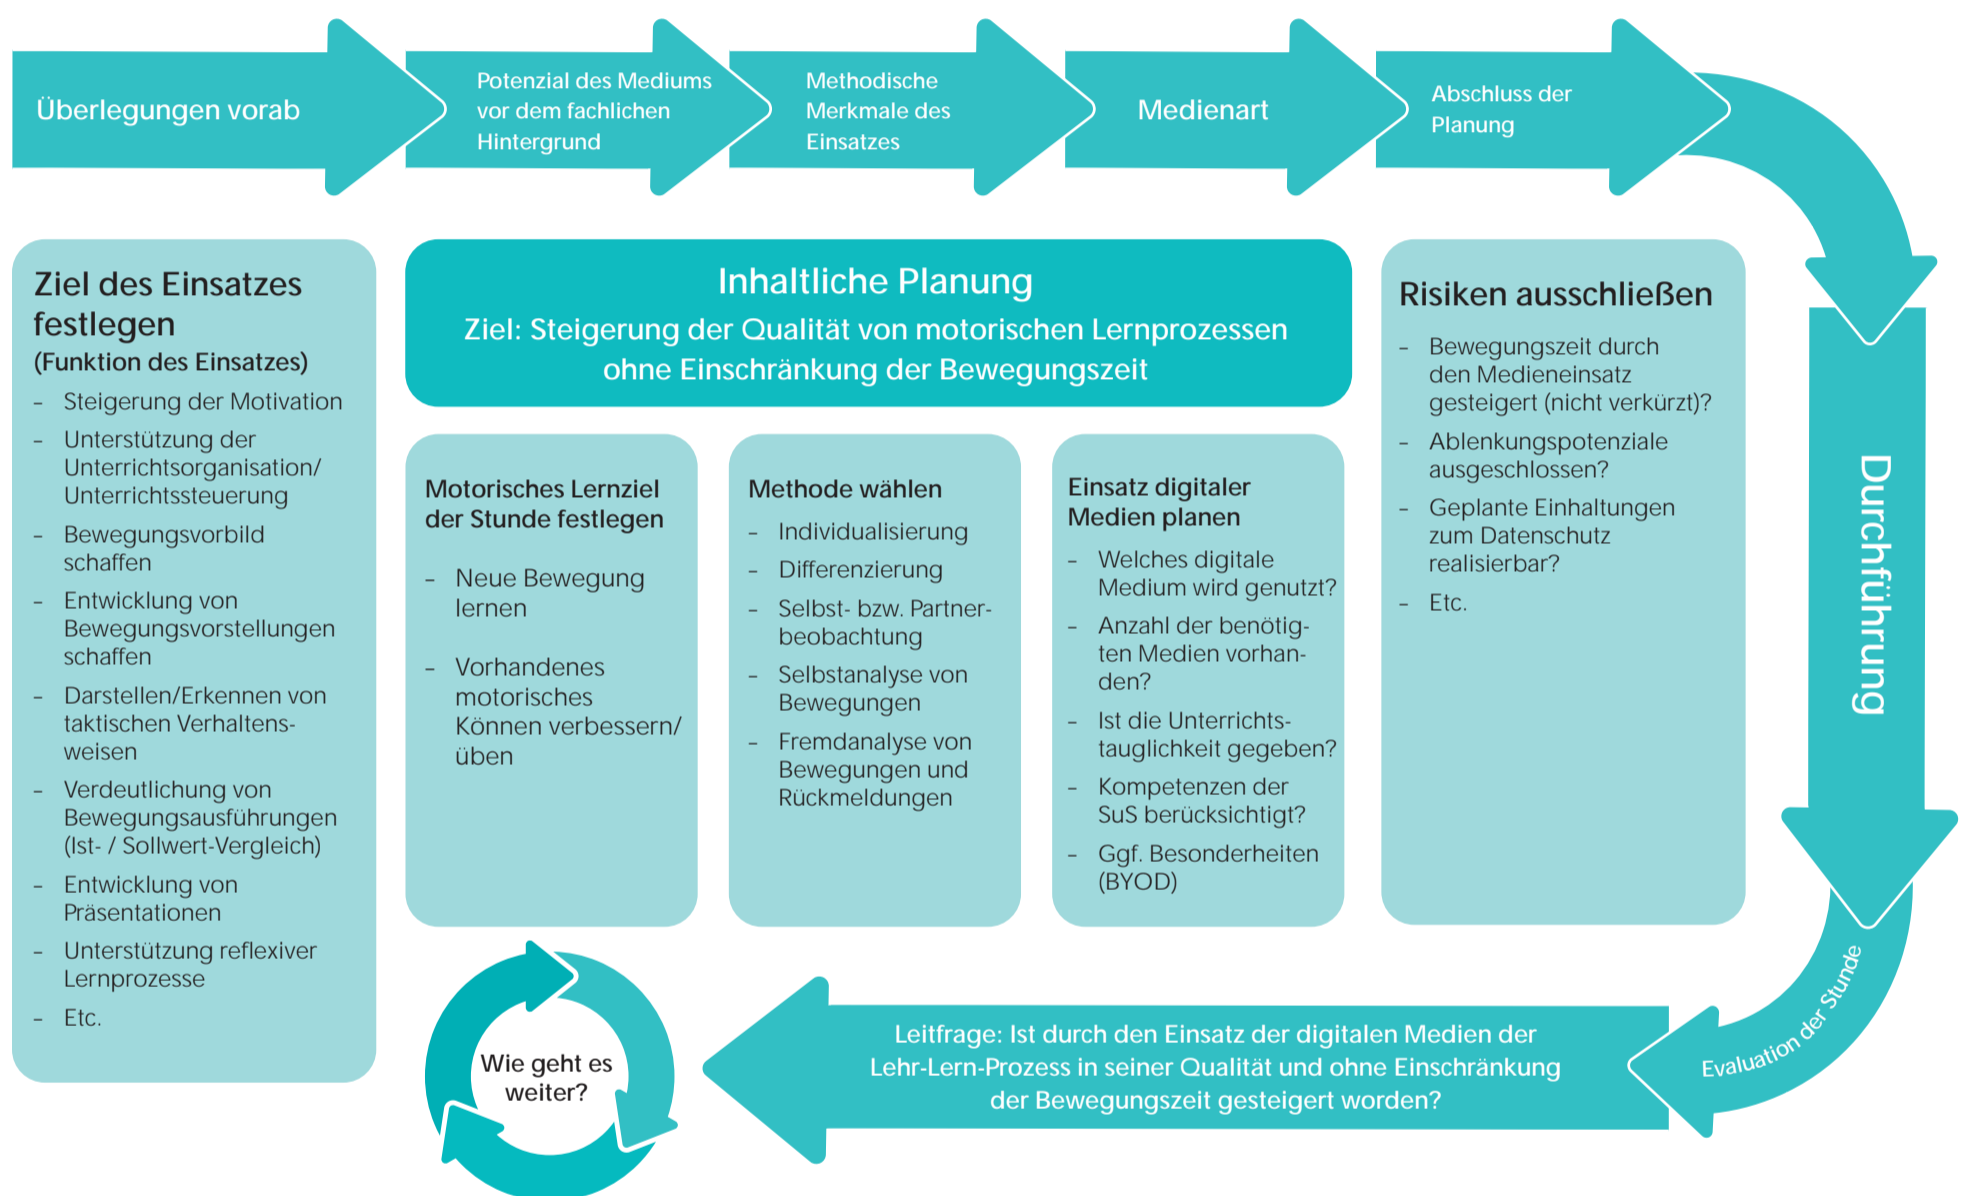 Überlegungen vorab
Potenzial des Mediums
vor dem fachlichen
Hintergrund
Methodische
Merkmale des
Einsatzes
Medienart
Abschluss der
Planung
Ziel des Einsatzes
festlegen
(Funktion des Einsatzes)
- Steigerung der Motivation
- Unterstützung der
Unterrichtsorganisation/
Unterrichtssteuerung
- Bewegungsvorbild
schaffen
- Entwicklung von
Bewegungsvorstellungen
schaffen
- Darstellen/Erkennen von
taktischen Verhaltens-
weisen
- Verdeutlichung von
Bewegungsausführungen
(Ist- / Sollwert-Vergleich)
- Entwicklung von
Präsentationen
- Unterstützung reflexiver
Lernprozesse
- Etc.
Inhaltliche Planung
Ziel: Steigerung der Qualität von motorischen Lernprozessen
ohne Einschränkung der Bewegungszeit
Motorisches Lernziel
der Stunde festlegen
- Neue Bewegung
lernen
- Vorhandenes
motorisches
Können verbessern/
üben
Methode wählen
- Individualisierung
- Differenzierung
- Selbst- bzw. Partner-
beobachtung
- Selbstanalyse von
Bewegungen
- Fremdanalyse von
Bewegungen und
Rückmeldungen
Einsatz digitaler
Medien planen
- Welches digitale
Medium wird genutzt?
- Anzahl der benötig-
ten Medien vorhan-
den?
- Ist die Unterrichts-
tauglichkeit gegeben?
- Kompetenzen der
SuS berücksichtigt?
- Ggf. Besonderheiten
(BYOD)
Risiken ausschließen
- Bewegungszeit durch
den Medieneinsatz
gesteigert (nicht verkürzt)?
- Ablenkungspotenziale
ausgeschlossen?
- Geplante Einhaltungen
zum Datenschutz
realisierbar?
- Etc.
Durchführung
Evaluation der Stunde
Leitfrage: Ist durch den Einsatz der digitalen Medien der
Lehr-Lern-Prozess in seiner Qualität und ohne Einschränkung
der Bewegungszeit gesteigert worden?
Wie geht es
weiter?